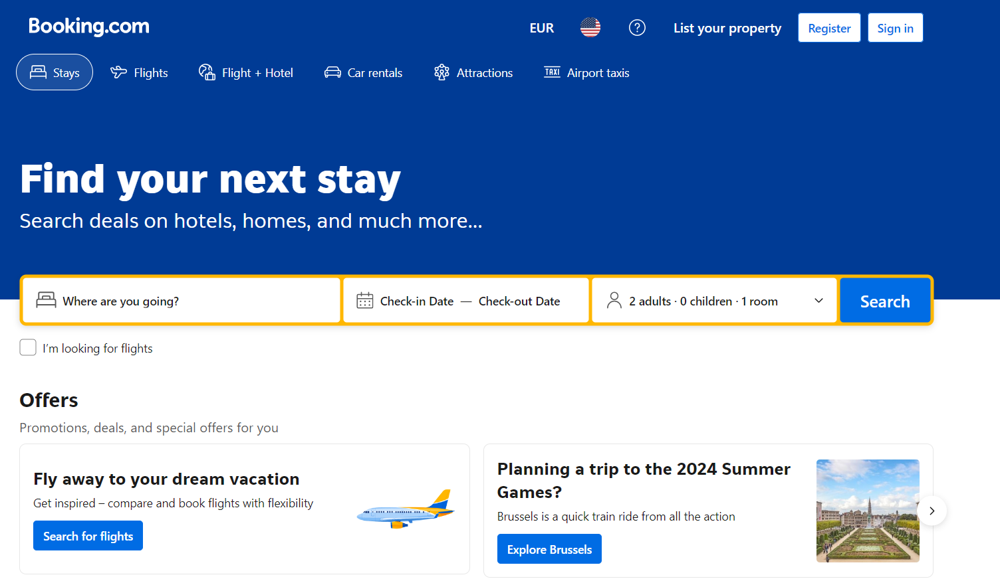 Booking.com
EUR
List your property
Register
Sign in
Stays
Flights
Flight + Hotel
Car rentals
Attractions
TAXI
Airport taxis
Find your next stay
Search deals on hotels, homes, and much more...
Where are you going?
Check-in Date — Check-out Date
2 adults · 0 children · 1 room
Search
I'm looking for flights
Offers
Promotions, deals, and special offers for you
Fly away to your dream vacation
Get inspired – compare and book flights with flexibility
Search for flights
Planning a trip to the 2024 Summer
Games?
Brussels is a quick train ride from all the action
Explore Brussels